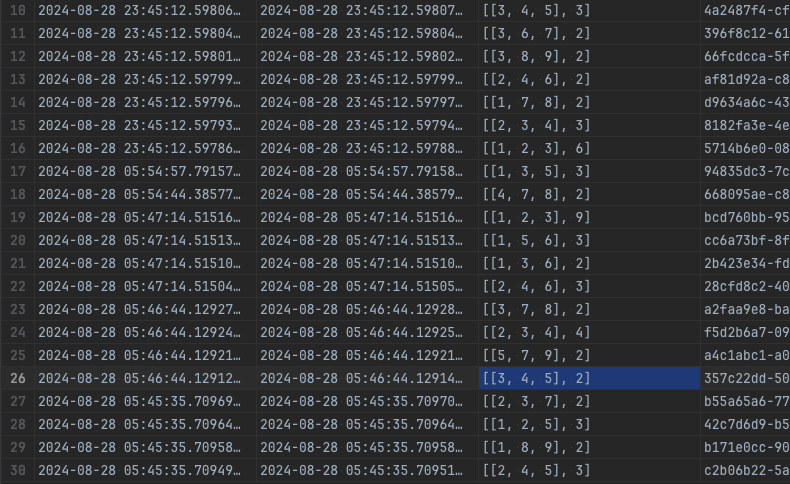 10 2024-08-28 23:45:12.59806… 2024-08-28 23:45:12.59807… [[3, 4, 5], 3] 4a2487f4-cf
11 2024-08-28 23:45:12.59804… 2024-08-28 23:45:12.59804… [[3, 6, 7], 2] 396f8c12-61
12 2024-08-28 23:45:12.59801… 2024-08-28 23:45:12.59802… [[3, 8, 9], 2] 66fcdcca-5f
13 2024-08-28 23:45:12.59799… 2024-08-28 23:45:12.59799… [[2, 4, 6], 2] af81d92a-c8
14 2024-08-28 23:45:12.59796… 2024-08-28 23:45:12.59797… [[1, 7, 8], 2] d9634a6c-43
15 2024-08-28 23:45:12.59793… 2024-08-28 23:45:12.59794… [[2, 3, 4], 3] 8182fa3e-4e
16 2024-08-28 23:45:12.59786… 2024-08-28 23:45:12.59788… [[1, 2, 3], 6] 5714b6e0-08
17 2024-08-28 05:54:57.79157… 2024-08-28 05:54:57.79158… [[1, 3, 5], 3] 94835dc3-7c
18 2024-08-28 05:54:44.38577… 2024-08-28 05:54:44.38579… [[4, 7, 8], 2] 668095ae-c8
19 2024-08-28 05:47:14.51516… 2024-08-28 05:47:14.51516… [[1, 2, 3], 9] bcd760bb-95
20 2024-08-28 05:47:14.51513… 2024-08-28 05:47:14.51513… [[1, 5, 6], 3] cc6a73bf-8f
21 2024-08-28 05:47:14.51510… 2024-08-28 05:47:14.51510… [[1, 3, 6], 2] 2b423e34-fd
22 2024-08-28 05:47:14.51504… 2024-08-28 05:47:14.51505… [[2, 4, 6], 3] 28cfd8c2-40
23 2024-08-28 05:46:44.12927… 2024-08-28 05:46:44.12928… [[3, 7, 8], 2] a2faa9e8-ba
24 2024-08-28 05:46:44.12924… 2024-08-28 05:46:44.12925… [[2, 3, 4], 4] f5d2b6a7-09
25 2024-08-28 05:46:44.12921… 2024-08-28 05:46:44.12921… [[5, 7, 9], 2] a4c1abc1-a0
26 2024-08-28 05:46:44.12912… 2024-08-28 05:46:44.12914… [[3, 4, 5], 2] 357c22dd-50
27 2024-08-28 05:45:35.70969… 2024-08-28 05:45:35.70970… [[2, 3, 7], 2] b55a65a6-77
28 2024-08-28 05:45:35.70964… 2024-08-28 05:45:35.70964… [[1, 2, 5], 3] 42c7d6d9-b5
29 2024-08-28 05:45:35.70958… 2024-08-28 05:45:35.70958… [[1, 8, 9], 2] b171e0cc-90
30 2024-08-28 05:45:35.70949… 2024-08-28 05:45:35.70951… [[2, 4, 5], 3] c2b06b22-5a